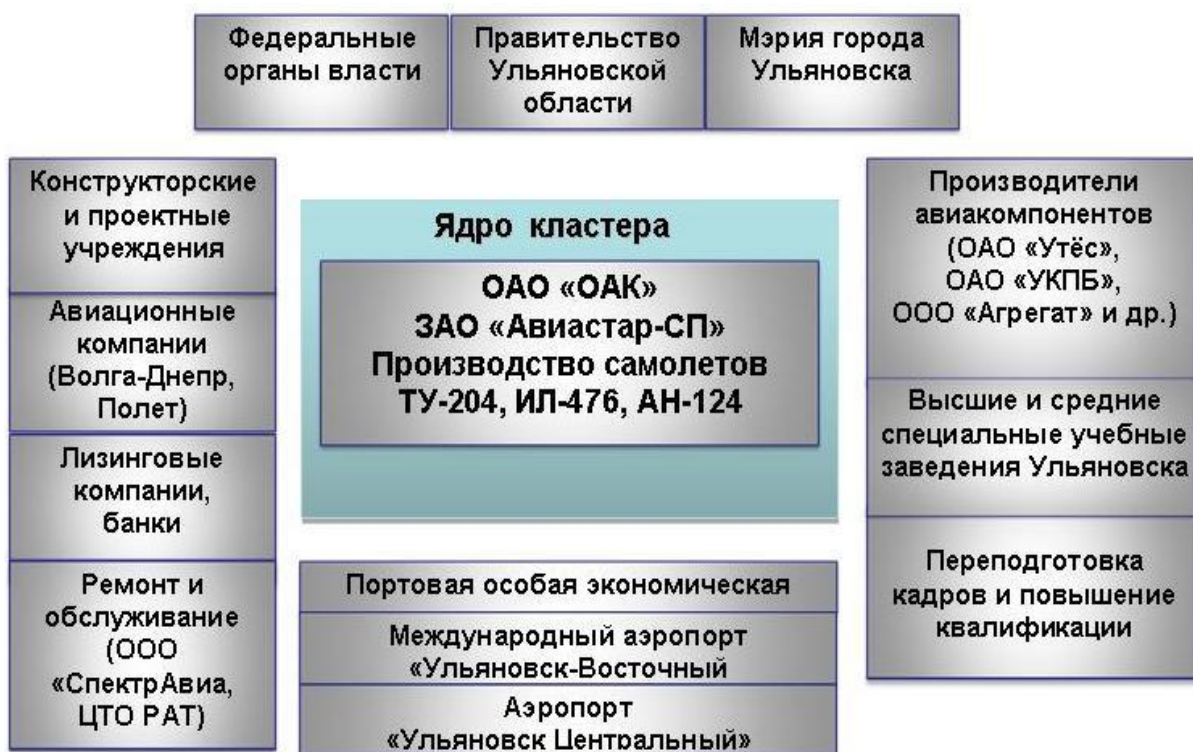 Федеральные
органы власти
Правительство
Ульяновской
области
Мэрия города
Ульяновска
Конструкторские
и проектные
учреждения
Авиационные
компании
(Волга-Днепр,
Полет)
Лизинговые
компании,
банки
Ремонт и
обслуживание
(ООО
«СпектрАвиа,
ЦТО РАТ)
Ядро кластера
ОАО «ОАК»
ЗАО «Авиастар-СП»
Производство самолетов
ТУ-204, ИЛ-476, АН-124
Портовая особая экономическая
Международный аэропорт
«Ульяновск-Восточный
Аэропорт
«Ульяновск Центральный»
Производители
авиакомпонентов
(ОАО «Утёс»,
ОАО «УКПБ»,
ООО «Агрегат» и др.)
Высшие и средние
специальные учебные
заведения Ульяновска
Переподготовка
кадров и повышение
квалификации